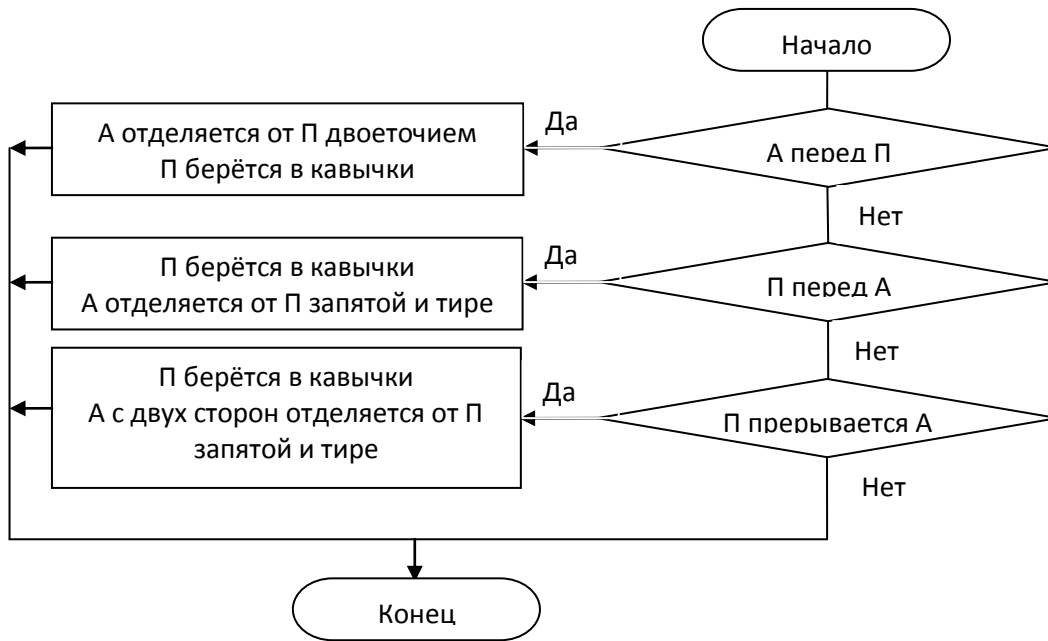 Начало
Да
А отделяется от П двоеточием
П берётся в кавычки
А перед П
Нет
Да
П берётся в кавычки
А отделяется от П запятой и тире
П перед А
Нет
П берётся в кавычки
А с двух сторон отделяется от П
запятой и тире
Да
П прерывается А
Нет
Конец